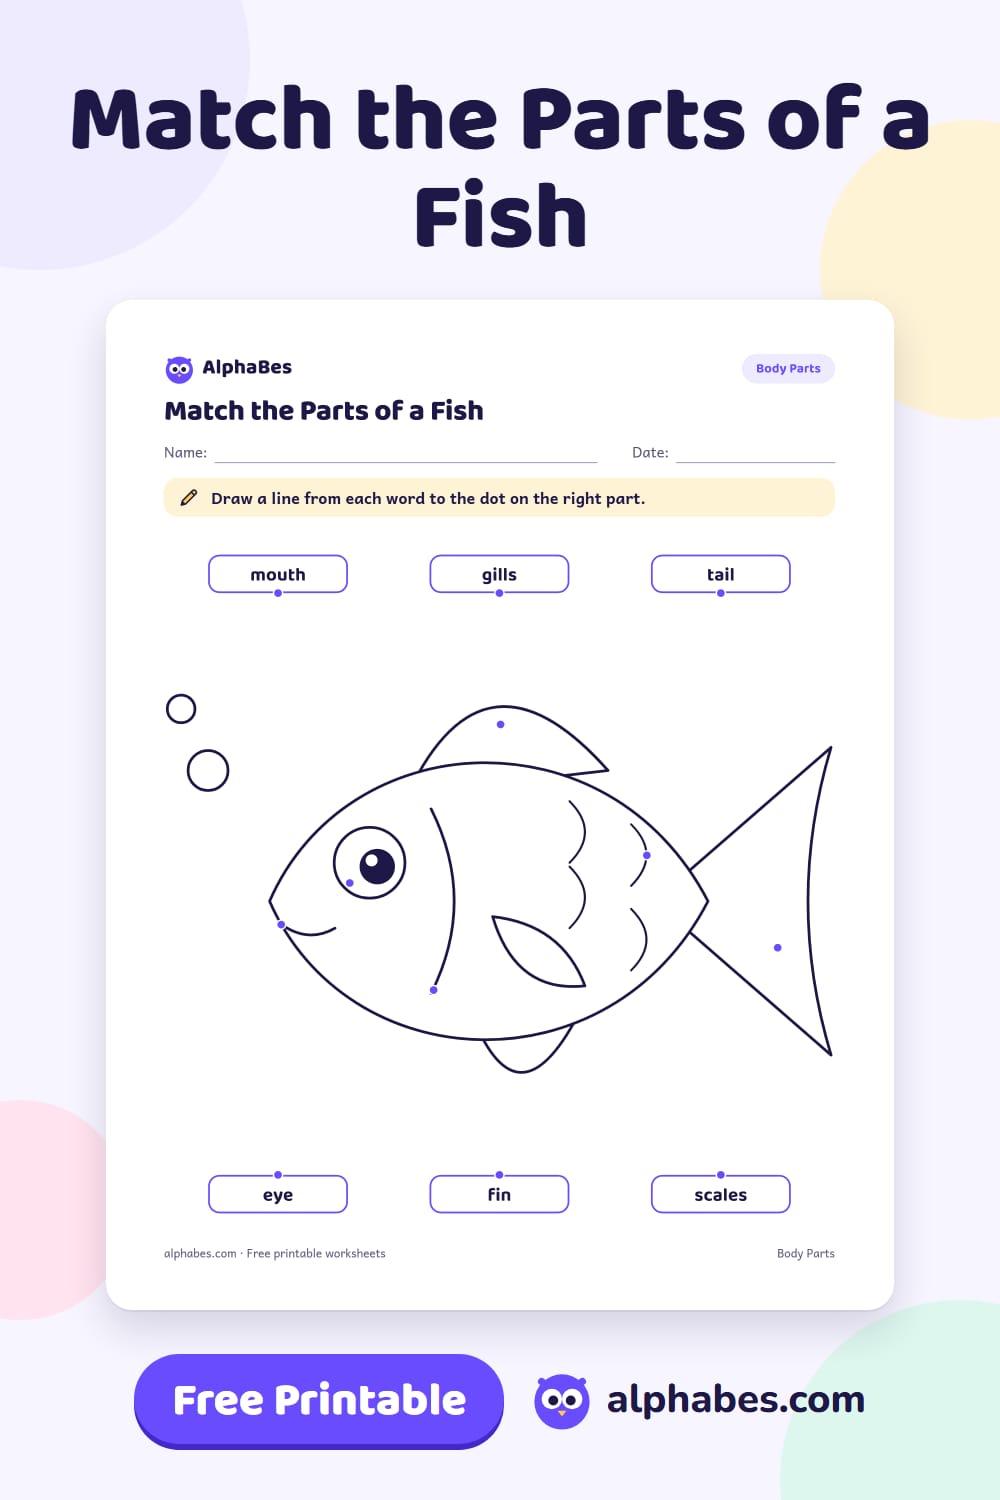 Match the Parts of a
Fish
AlphaBes
Body Parts
Match the Parts of a Fish
Name:
Date:
Draw a line from each word to the dot on the right part.
mouth
gills
tail
eye
fin
scales
alphabes.com · Free printable worksheets
Body Parts
Free Printable
alphabes.com